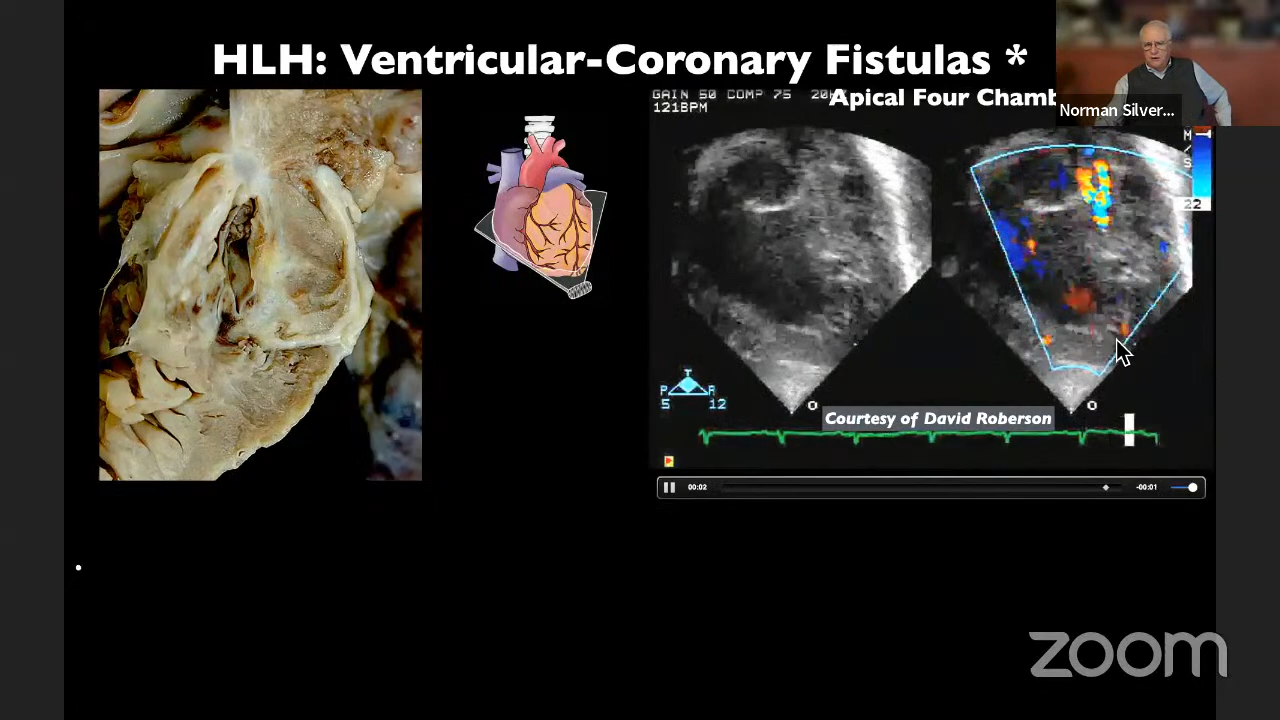 HLH: Ventricular-Coronary Fistulas *
Apical Four Chamb
Norman Silver...
GAIN 50 COMP 75
121BPM
M
/
S
22
T
P R
5 12
Courtesy of David Roberson
00:02
-00:01
zoom